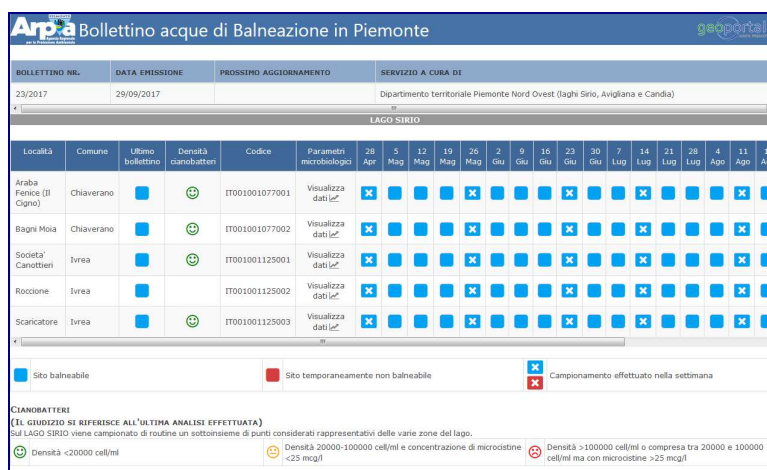 Arpa Bollettino acque di Balneazione in Piemonte geoportale
BOLLETTINO NR. DATA EMISSIONE PROSSIMO AGGIORNAMENTO SERVIZIO A CURA DI
23/2017 29/09/2017 Dipartimento territoriale Piemonte Nord Ovest (laghi Sirio, Avigliana e Candia)
LAGO SIRIO
Località Comune Ultimo bollettino Densità cianobatteri Codice Parametri microbiologici 28 Apr 5 Mag 12 Mag 19 Mag 26 Mag 2 Giu 9 Giu 16 Giu 23 Giu 30 Giu 7 Lug 14 Lug 21 Lug 28 Lug 4 Ago 11 Ago
Araba Fenice (Il Cigno) Chiaverano IT001001077001 Visualizza dati
Bagni Moia Chiaverano IT001001077002 Visualizza dati
Societa' Canottieri Ivrea IT001001125001 Visualizza dati
Roccione Ivrea IT001001125002 Visualizza dati
Scaricatore Ivrea IT001001125003 Visualizza dati
Sito balneabile Sito temporaneamente non balneabile Campionamento effettuato nella settimana
CIANOBATTERI
(IL GIUDIZIO SI RIFERISCE ALL'ULTIMA ANALISI EFFETTUATA)
Sul LAGO SIRIO viene campionato di routine un sottoinsieme di punti considerati rappresentativi delle varie zone del lago.
Densità <20000 cell/ml Densità 20000-100000 cell/ml e concentrazione di microcistine <25 mcg/l Densità >100000 cell/ml o compresa tra 20000 e 100000 cell/ml ma con microcistine >25 mcg/l